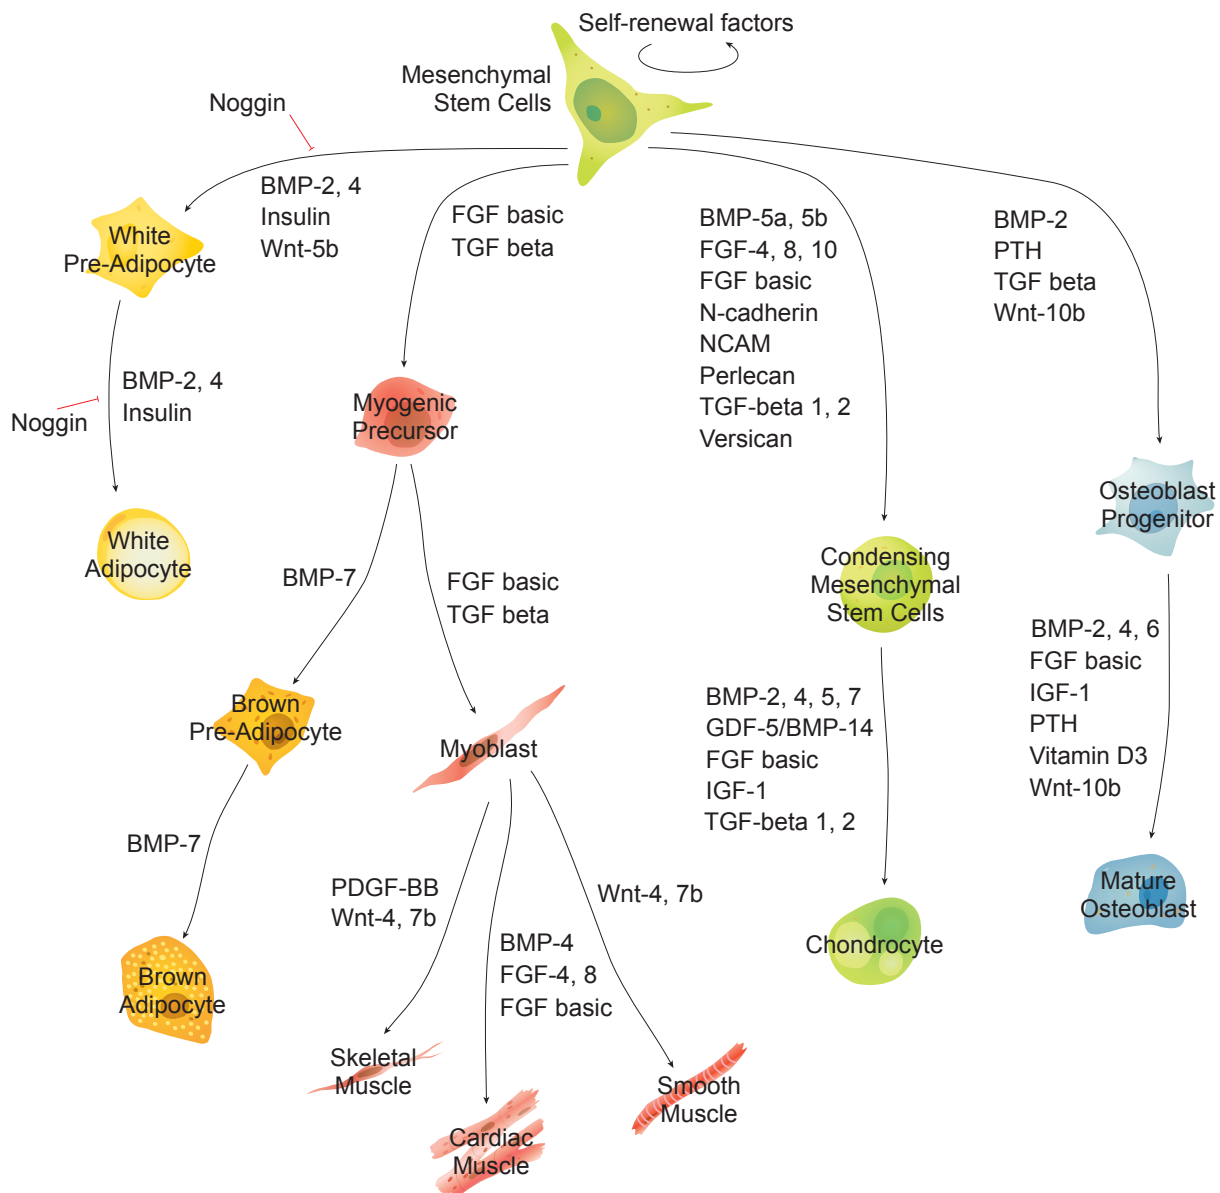 Self-renewal factors
Mesenchymal
Stem Cells
Noggin
BMP-2, 4
Insulin
Wnt-5b
FGF basic
TGF beta
BMP-5a, 5b
FGF-4, 8, 10
FGF basic
N-cadherin
NCAM
Perlecan
TGF-beta 1, 2
Versican
BMP-2
PTH
TGF beta
Wnt-10b
White
Pre-Adipocyte
BMP-2, 4
Insulin
Noggin
Myogenic
Precursor
White
Adipocyte
Osteoblast
Progenitor
Condensing
Mesenchymal
Stem Cells
BMP-7
FGF basic
TGF beta
BMP-2, 4, 6
FGF basic
IGF-1
PTH
Vitamin D3
Wnt-10b
Brown
Pre-Adipocyte
Myoblast
BMP-2, 4, 5, 7
GDF-5/BMP-14
FGF basic
IGF-1
TGF-beta 1, 2
BMP-7
PDGF-BB
Wnt-4, 7b
BMP-4
FGF-4, 8
FGF basic
Wnt-4, 7b
Mature
Osteoblast
Chondrocyte
Brown
Adipocyte
Skeletal
Muscle
Cardiac
Muscle
Smooth
Muscle